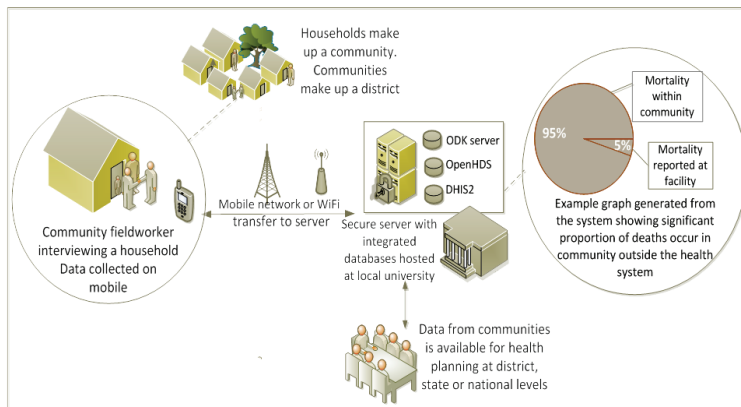 Households make
up a community.
Communities
make up a district
Community fieldworker
interviewing a household
Data collected on
mobile
Mobile network or WiFi
transfer to server
ODK server
OpenHDS
DHIS2
Secure server with
integrated
databases hosted
at local university
Data from communities
is available for health
planning at district,
state or national levels
95%
5%
Mortality
within
community
Mortality
reported at
facility
Example graph generated from
the system showing significant
proportion of deaths occur in
community outside the health
system